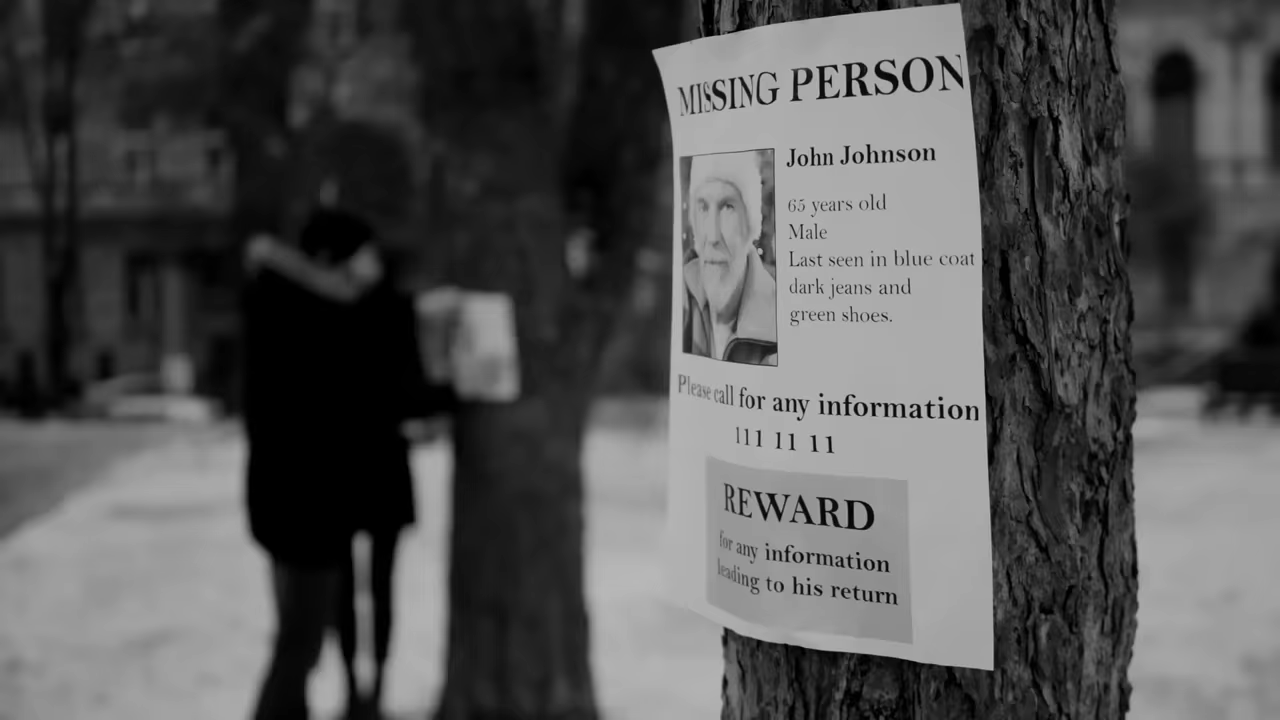 MISSING PERSON
John Johnson
65 years old
Male
Last seen in blue coat
dark jeans and
green shoes.
Please call for any information
111 11 11
REWARD
for any information
leading to his return